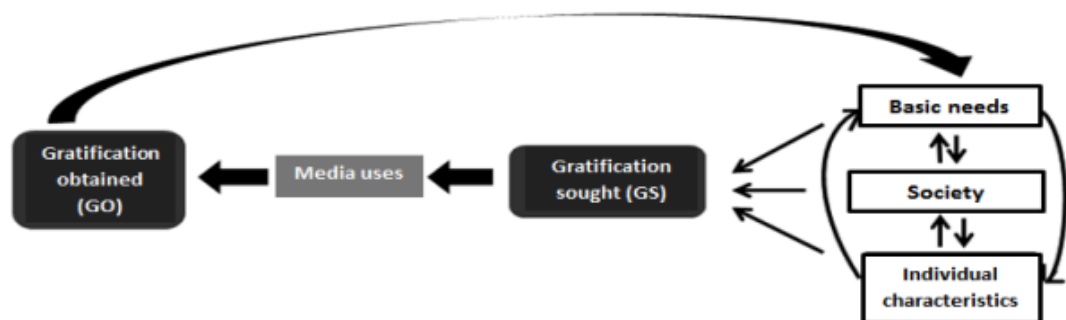 Basic needs
Gratification
obtained
(GO)
Media uses
Gratification
sought (GS)
Society
Individual
characteristics